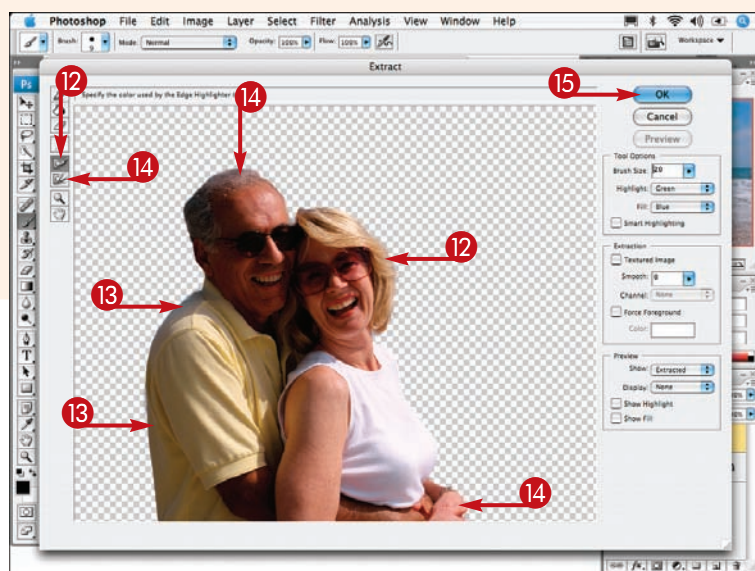 Photoshop File Edit Image Layer Select Filter Analysis View Window Help
Brush: 9 Mode: Normal Opacity: 100% Flow: 100% Workspace
Extract
Ps
Specify the color used by the Edge Highlighter
12
14
15
OK
Cancel
14
Preview
Tool Options
Brush Size: 20
Highlight: Green
Fill: Blue
Smart Highlighting
12
Extraction
Textured Image
13
Smooth: 0
Channel: None
Force Foreground
Color:
Preview
Show: Extracted
Display: None
13
Show Highlight
Show Fill
14